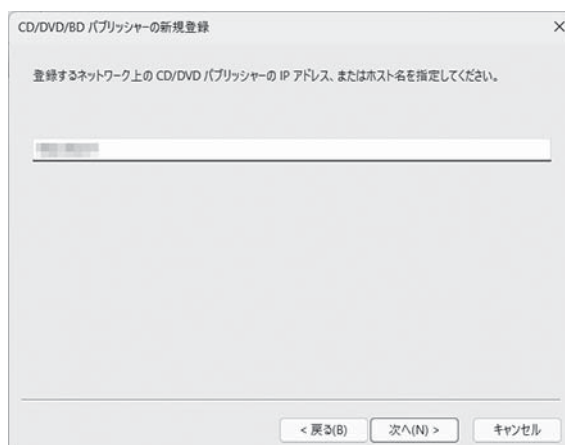 CD/DVD/BD パブリッシャーの新規登録
登録するネットワーク上の CD/DVD パブリッシャーの IP アドレス、またはホスト名を指定してください。
< 戻る(B)
次へ(N) >
キャンセル